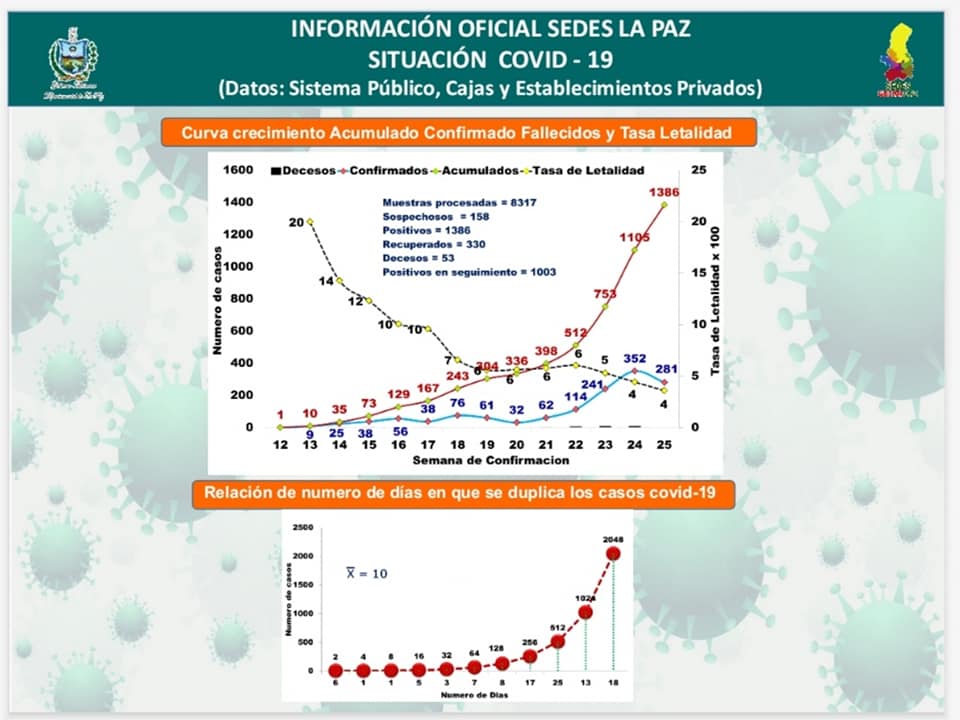 INFORMACIÓN OFICIAL SEDES LA PAZ
SITUACIÓN COVID - 19
(Datos: Sistema Público, Cajas y Establecimientos Privados)
Curva crecimiento Acumulado Confirmado Fallecidos y Tasa Letalidad
Decesos Confirmados Acumulados Tasa de Letalidad
Muestras procesadas = 8317
Sospechosos = 158
Positivos = 1386
Recuperados = 330
Decesos = 53
Positivos en seguimiento = 1003
Numero de casos
1600
1400
1200
1000
800
600
400
200
0
Tasa de Letalidad x 100
25
20
15
10
5
0
20 14 12 10 10 7 6 6 6 6 5 4 4
1 10 35 73 129 167 243 304 336 398 512 753 1105 1386
9 25 38 56 38 76 61 32 62 114 241 352 281
12 13 14 15 16 17 18 19 20 21 22 23 24 25
Semana de Confirmacion
Relación de numero de días en que se duplica los casos covid-19
Numero de casos
2500
2000
1500
1000
500
0
X̅ = 10
2 4 8 16 32 64 128 256 512 1024 2048
6 1 1 5 3 7 8 17 25 13 18
Numero de Dias